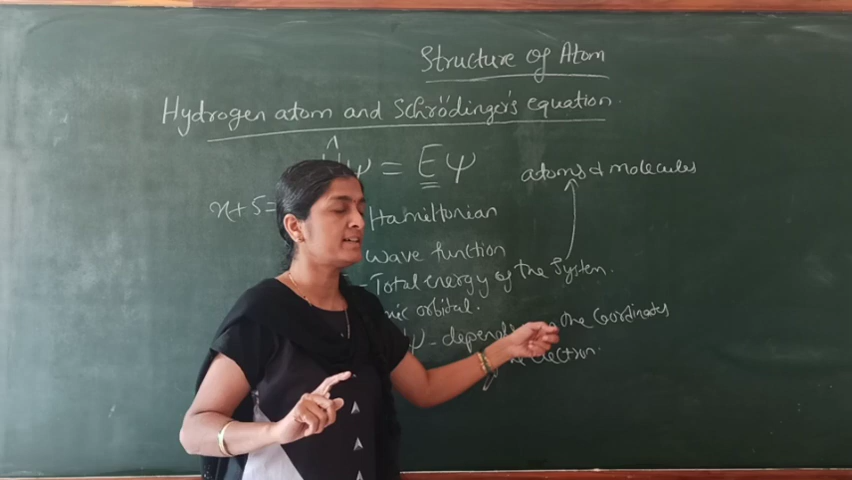 Structure of Atom
Hydrogen atom and Schrödinger's equation.
ψ = Eψ
atoms & molecules
x + 5 =
Hamiltonian
wave function
- Total energy of the System.
orbital.
ψ - depends the Coordinates